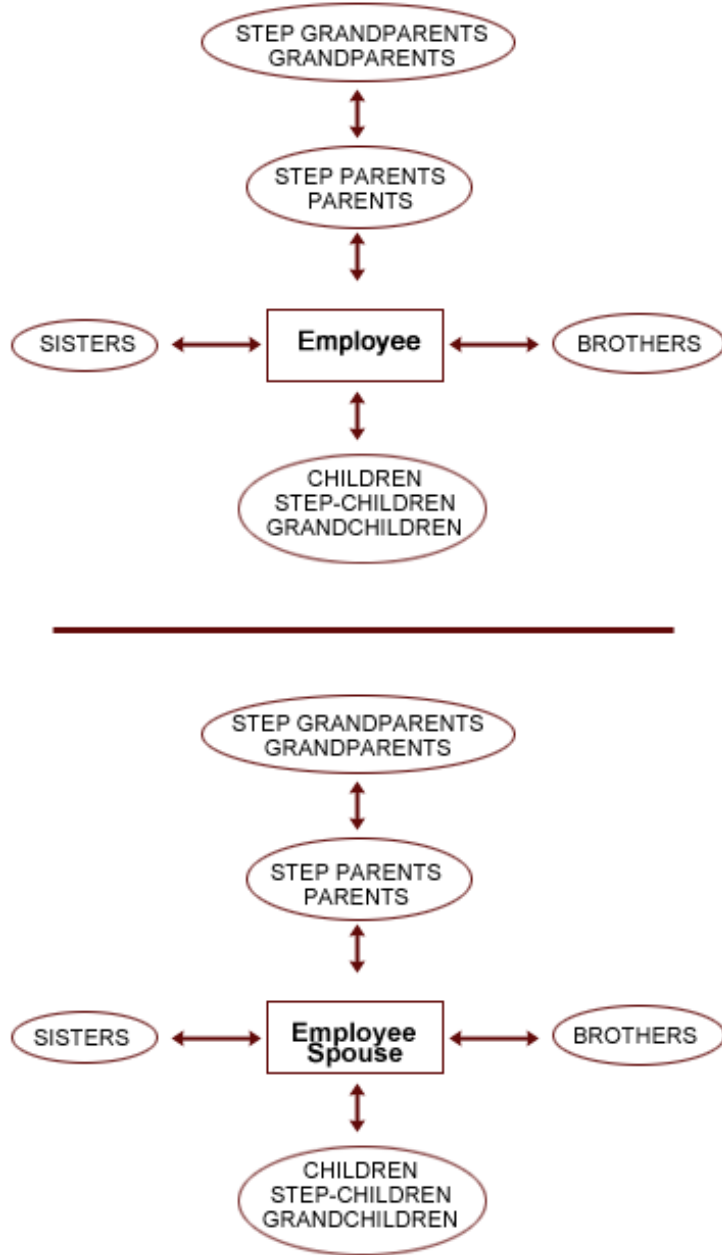 STEP GRANDPARENTS
GRANDPARENTS
STEP PARENTS
PARENTS
SISTERS
Employee
BROTHERS
CHILDREN
STEP-CHILDREN
GRANDCHILDREN
STEP GRANDPARENTS
GRANDPARENTS
STEP PARENTS
PARENTS
SISTERS
Employee
Spouse
BROTHERS
CHILDREN
STEP-CHILDREN
GRANDCHILDREN